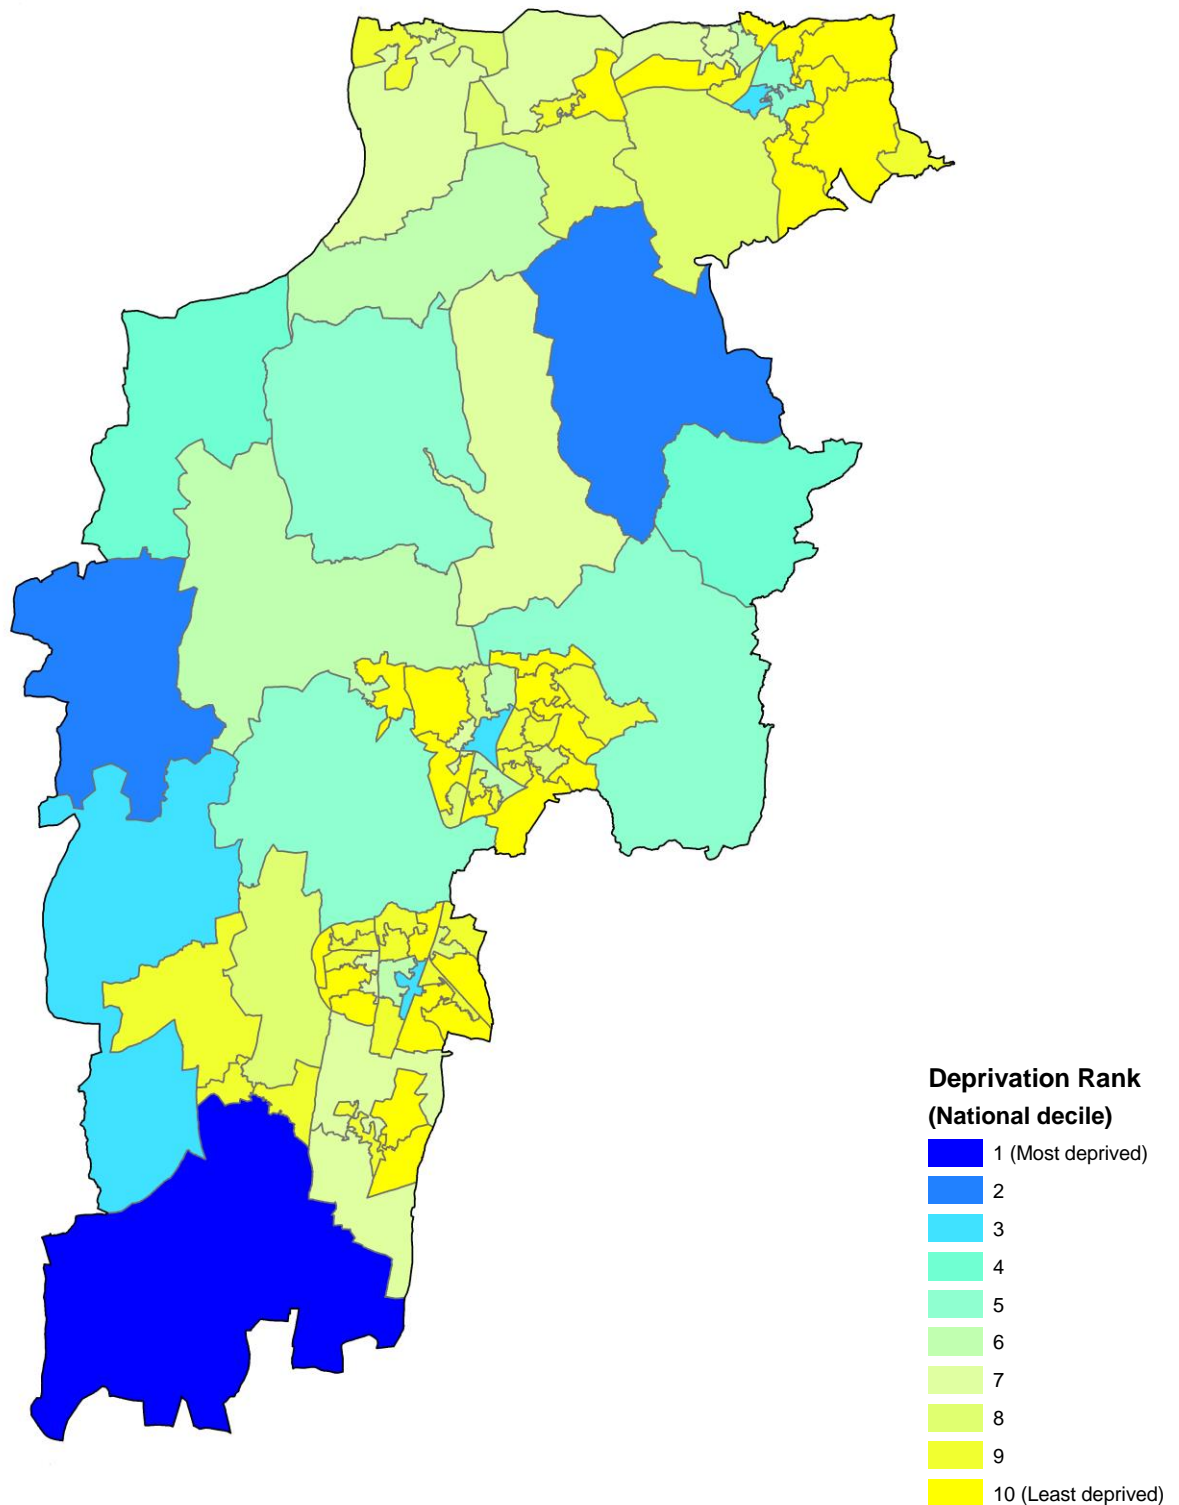 Deprivation Rank
(National decile)
1 (Most deprived)
2
3
4
5
6
7
8
9
10 (Least deprived)